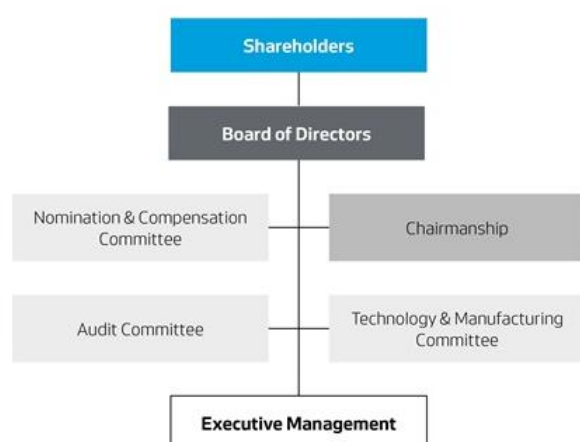 Shareholders
Board of Directors
Nomination & Compensation
Committee
Chairmanship
Audit Committee
Technology & Manufacturing
Committee
Executive Management